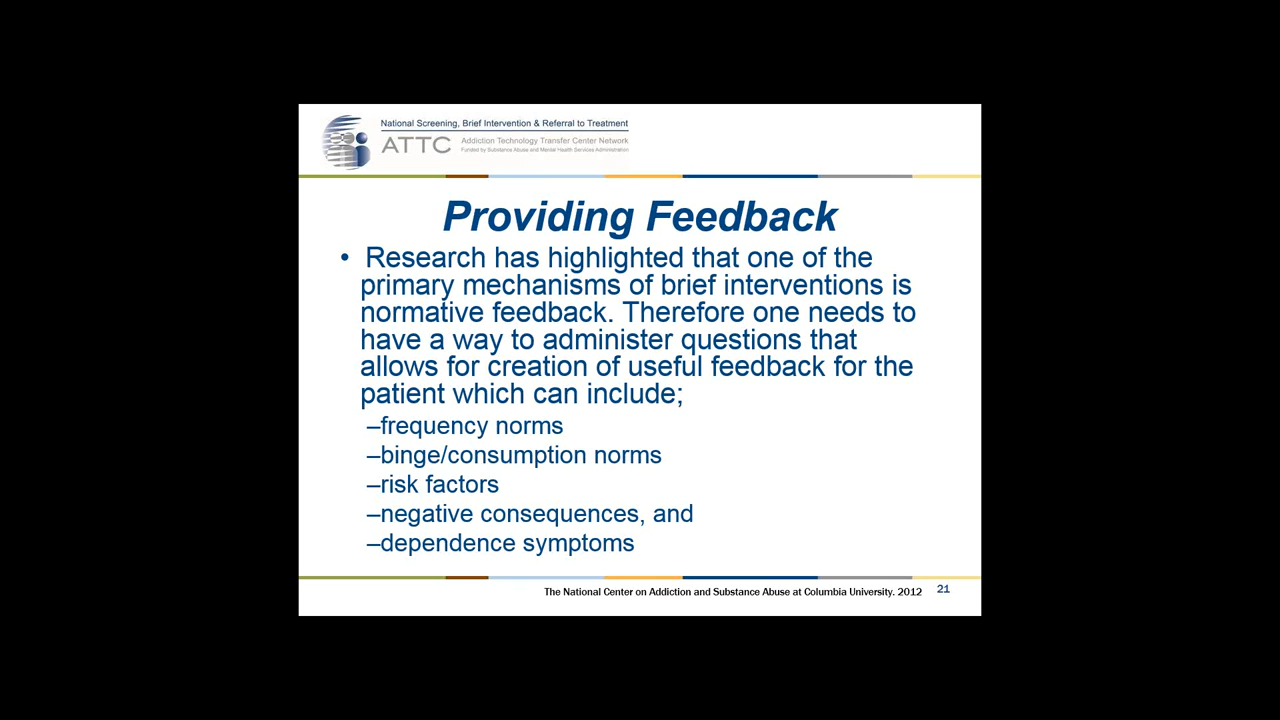 National Screening, Brief Intervention & Referral to Treatment
ATTC
Addiction Technology Transfer Center Network
Funded by Substance Abuse and Mental Health Services Administration
Providing Feedback
• Research has highlighted that one of the
primary mechanisms of brief interventions is
normative feedback. Therefore one needs to
have a way to administer questions that
allows for creation of useful feedback for the
patient which can include;
–frequency norms
–binge/consumption norms
–risk factors
–negative consequences, and
–dependence symptoms
The National Center on Addiction and Substance Abuse at Columbia University. 2012
21